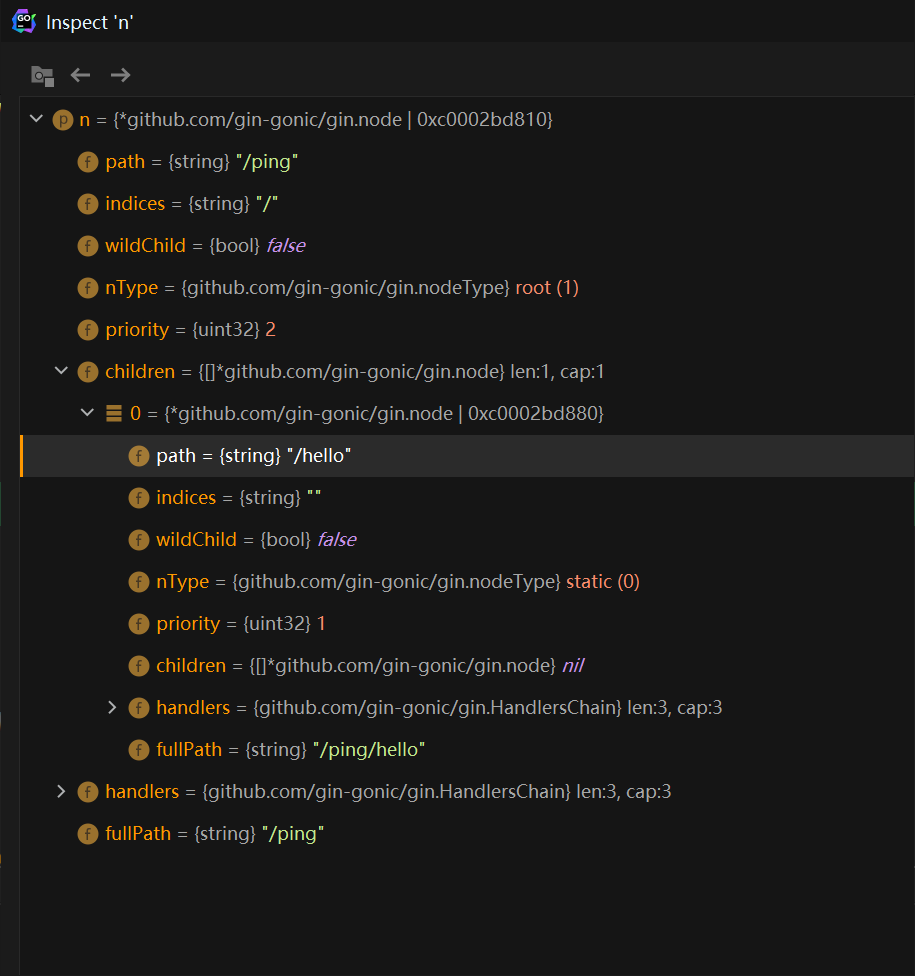 GO
Inspect 'n'
p n = {*github.com/gin-gonic/gin.node | 0xc0002bd810}
f path = {string} "/ping"
f indices = {string} "/"
f wildChild = {bool} false
f nType = {github.com/gin-gonic/gin.nodeType} root (1)
f priority = {uint32} 2
f children = {[]*github.com/gin-gonic/gin.node} len:1, cap:1
0 = {*github.com/gin-gonic/gin.node | 0xc0002bd880}
f path = {string} "/hello"
f indices = {string} ""
f wildChild = {bool} false
f nType = {github.com/gin-gonic/gin.nodeType} static (0)
f priority = {uint32} 1
f children = {[]*github.com/gin-gonic/gin.node} nil
f handlers = {github.com/gin-gonic/gin.HandlersChain} len:3, cap:3
f fullPath = {string} "/ping/hello"
f handlers = {github.com/gin-gonic/gin.HandlersChain} len:3, cap:3
f fullPath = {string} "/ping"